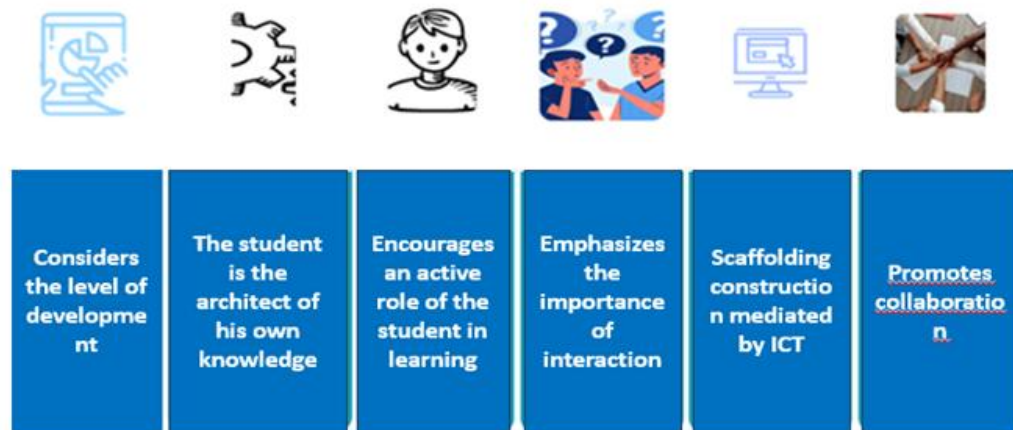 Considers
the level of
developme
nt
The student
is the
architect of
his own
knowledge
Encourages
an active
role of the
student in
learning
Emphasizes
the
importance
of
interaction
Scaffolding
constructio
n mediated
by ICT
Promotes
collaboratio
n
? ? ?